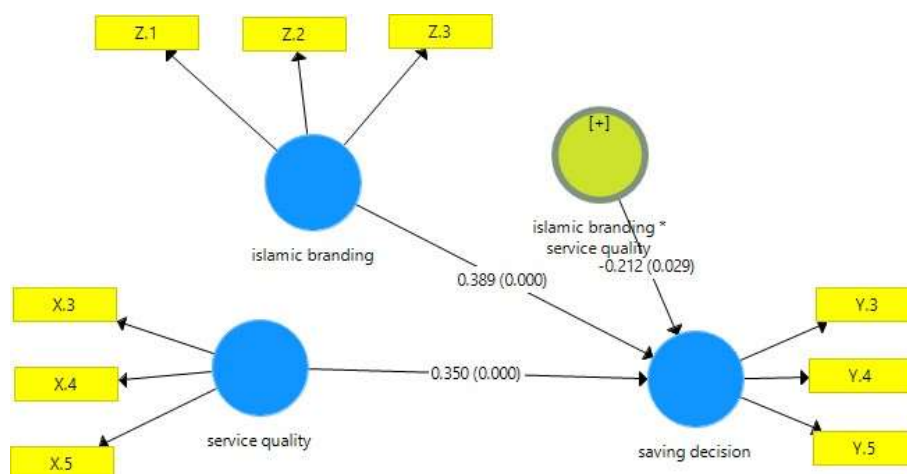 Z.1
Z.2
Z.3
[+]
islamic branding
islamic branding *
service quality
-0.212 (0.029)
0.389 (0.000)
X.3
X.4
X.5
service quality
0.350 (0.000)
saving decision
Y.3
Y.4
Y.5